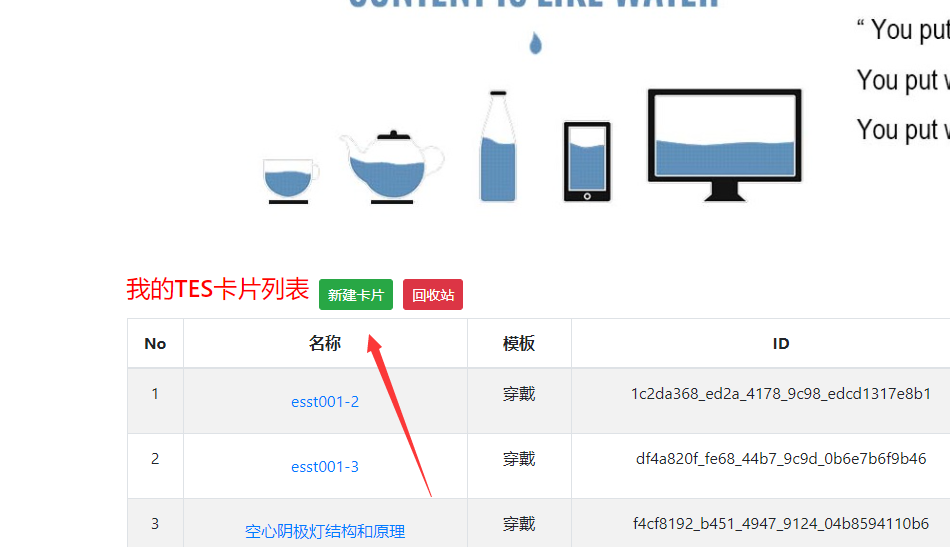 CONTENT IS LIKE WATER
“ You put
You put w
You put w
我的TES卡片列表 新建卡片 回收站
No 名称 模板 ID
1 esst001-2 穿戴 1c2da368_ed2a_4178_9c98_edcd1317e8b1
2 esst001-3 穿戴 df4a820f_fe68_44b7_9c9d_0b6e7b6f9b46
3 空心阴极灯结构和原理 穿戴 f4cf8192_b451_4947_9124_04b8594110b6